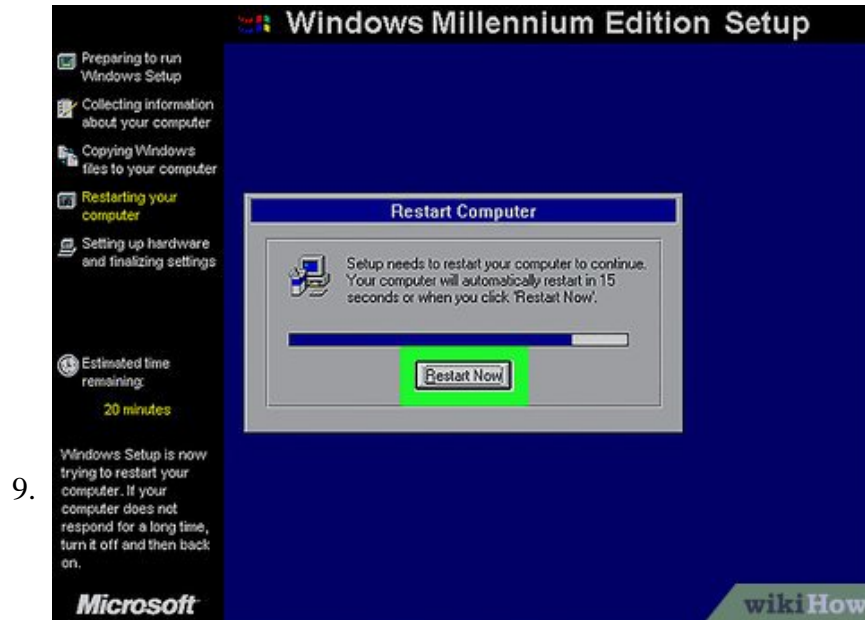 Windows Millennium Edition Setup
Preparing to run
Windows Setup
Collecting information
about your computer
Copying Windows
files to your computer
Restarting your
computer
Setting up hardware
and finalizing settings
Estimated time
remaining:
20 minutes
Windows Setup is now
trying to restart your
computer. If your
computer does not
respond for a long time,
turn it off and then back
on.
Microsoft
Restart Computer
Setup needs to restart your computer to continue.
Your computer will automatically restart in 15
seconds or when you click 'Restart Now'.
Restart Now
9.
wikiHow